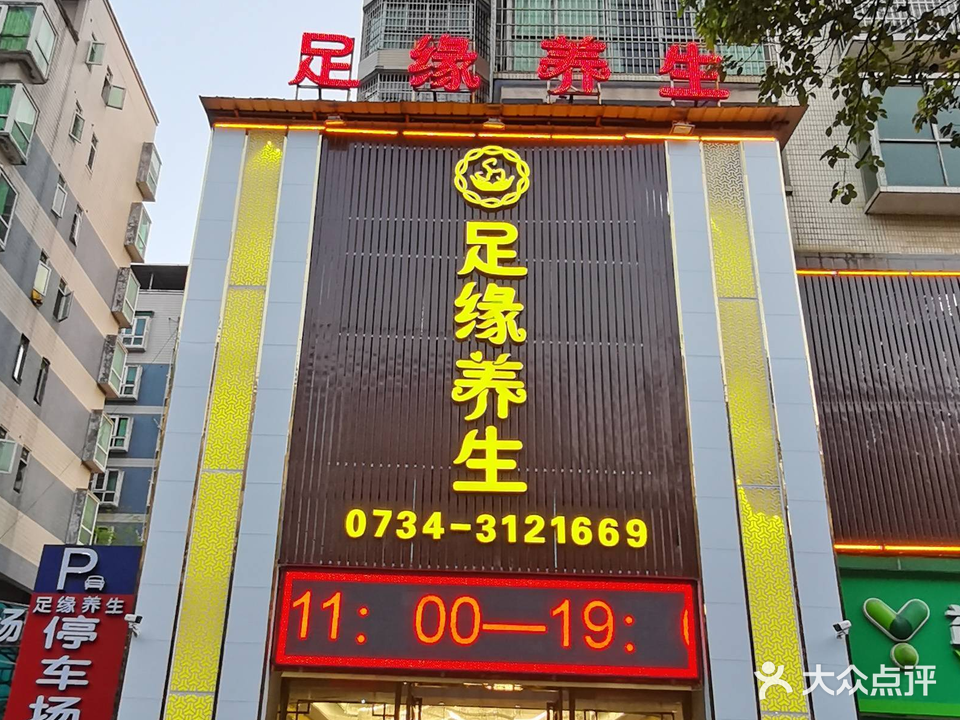 足缘养生
足缘养生
0734-3121669
11：00—19：
P
足缘养生
停车场
场
大众点评